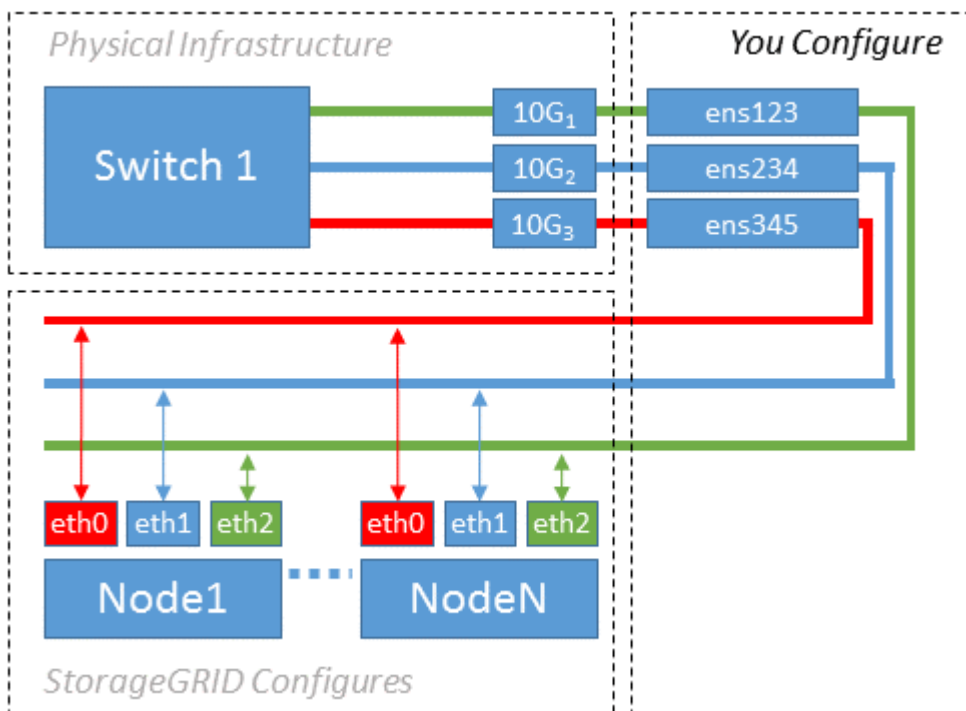 Physical Infrastructure
You Configure
Switch 1
10G₁
ens123
10G₂
ens234
10G₃
ens345
eth0 eth1 eth2
eth0 eth1 eth2
Node1
NodeN
StorageGRID Configures